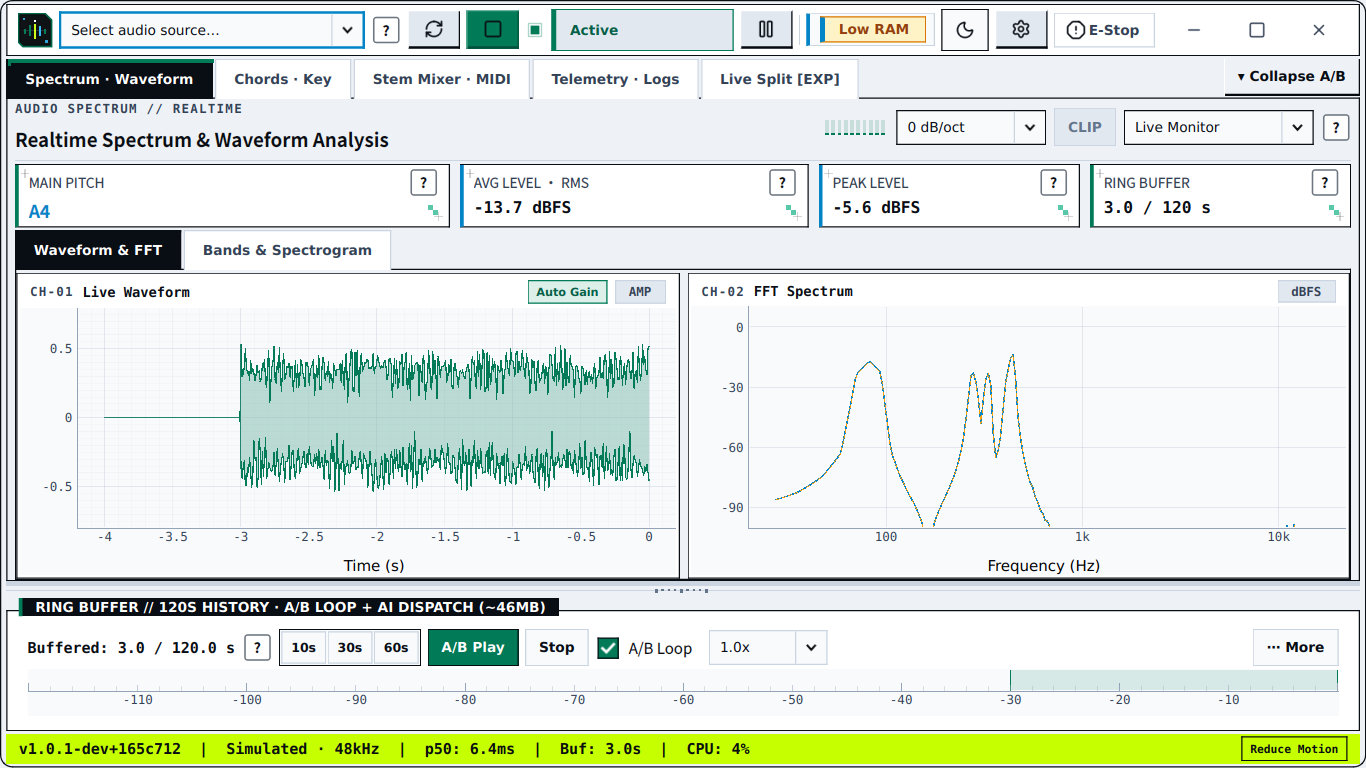 Select audio source... ? Active Low RAM E-Stop
Spectrum · Waveform Chords · Key Stem Mixer · MIDI Telemetry · Logs Live Split [EXP] ▾ Collapse A/B
AUDIO SPECTRUM // REALTIME
Realtime Spectrum & Waveform Analysis 0 dB/oct CLIP Live Monitor ?
MAIN PITCH ? AVG LEVEL · RMS ? PEAK LEVEL ? RING BUFFER ?
A4 -13.7 dBFS -5.6 dBFS 3.0 / 120 s
Waveform & FFT Bands & Spectrogram
CH-01 Live Waveform Auto Gain AMP
0.5
0
-0.5
-4 -3.5 -3 -2.5 -2 -1.5 -1 -0.5 0
Time (s)
CH-02 FFT Spectrum dBFS
0
-30
-60
-90
100 1k 10k
Frequency (Hz)
RING BUFFER // 120S HISTORY · A/B LOOP + AI DISPATCH (~46MB)
Buffered: 3.0 / 120.0 s ? 10s 30s 60s A/B Play Stop A/B Loop 1.0x ··· More
-110 -100 -90 -80 -70 -60 -50 -40 -30 -20 -10
v1.0.1-dev+165c712 | Simulated · 48kHz | p50: 6.4ms | Buf: 3.0s | CPU: 4% Reduce Motion